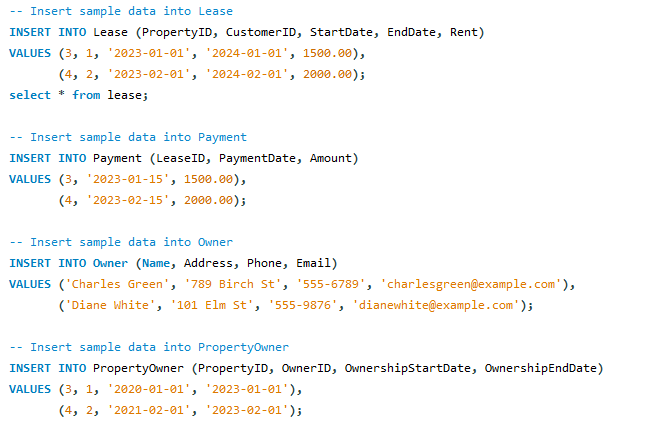 -- Insert sample data into Lease
INSERT INTO Lease (PropertyID, CustomerID, StartDate, EndDate, Rent)
VALUES (3, 1, '2023-01-01', '2024-01-01', 1500.00),
(4, 2, '2023-02-01', '2024-02-01', 2000.00);
select * from lease;
-- Insert sample data into Payment
INSERT INTO Payment (LeaseID, PaymentDate, Amount)
VALUES (3, '2023-01-15', 1500.00),
(4, '2023-02-15', 2000.00);
-- Insert sample data into Owner
INSERT INTO Owner (Name, Address, Phone, Email)
VALUES ('Charles Green', '789 Birch St', '555-6789', 'charlesgreen@example.com'),
('Diane White', '101 Elm St', '555-9876', 'dianewhite@example.com');
-- Insert sample data into PropertyOwner
INSERT INTO PropertyOwner (PropertyID, OwnerID, OwnershipStartDate, OwnershipEndDate)
VALUES (3, 1, '2020-01-01', '2023-01-01'),
(4, 2, '2021-02-01', '2023-02-01');